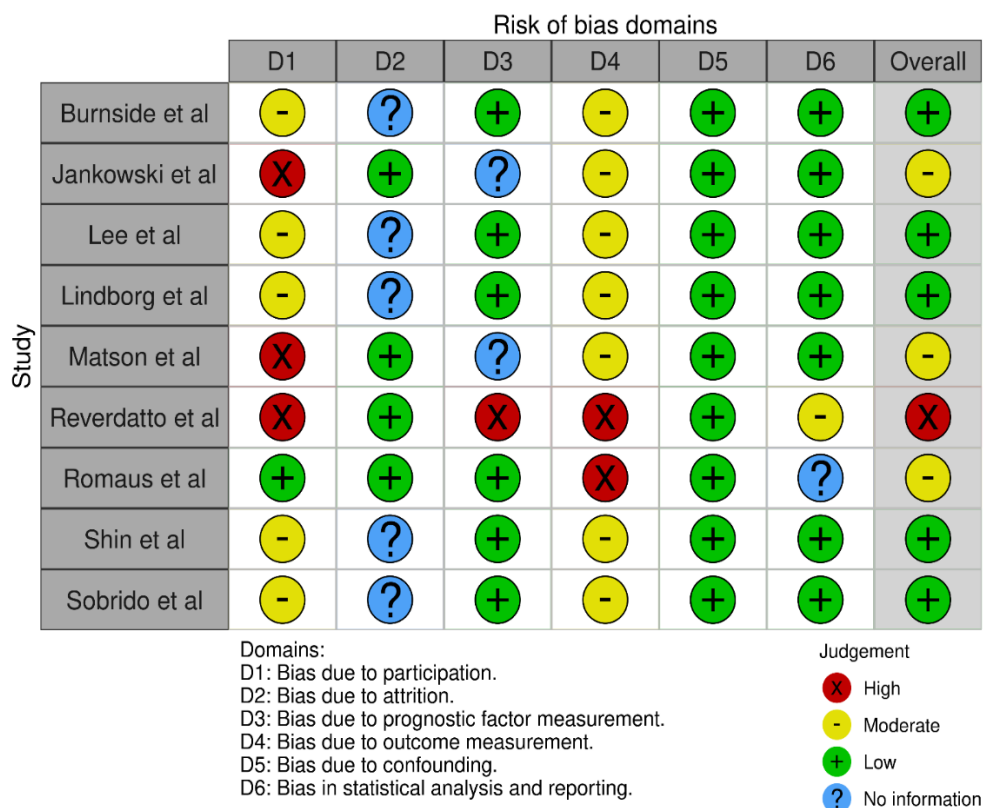 Risk of bias domains
D1 D2 D3 D4 D5 D6 Overall
Study
Burnside et al - ? + - + + +
Jankowski et al X + ? - + + -
Lee et al - ? + - + + +
Lindborg et al - ? + - + + +
Matson et al X + ? - + + -
Reverdatto et al X + X X + - X
Romaus et al + + + X + ? -
Shin et al - ? + - + + +
Sobrido et al - ? + - + + +
Domains:
D1: Bias due to participation.
D2: Bias due to attrition.
D3: Bias due to prognostic factor measurement.
D4: Bias due to outcome measurement.
D5: Bias due to confounding.
D6: Bias in statistical analysis and reporting.
Judgement
X High
- Moderate
+ Low
? No information